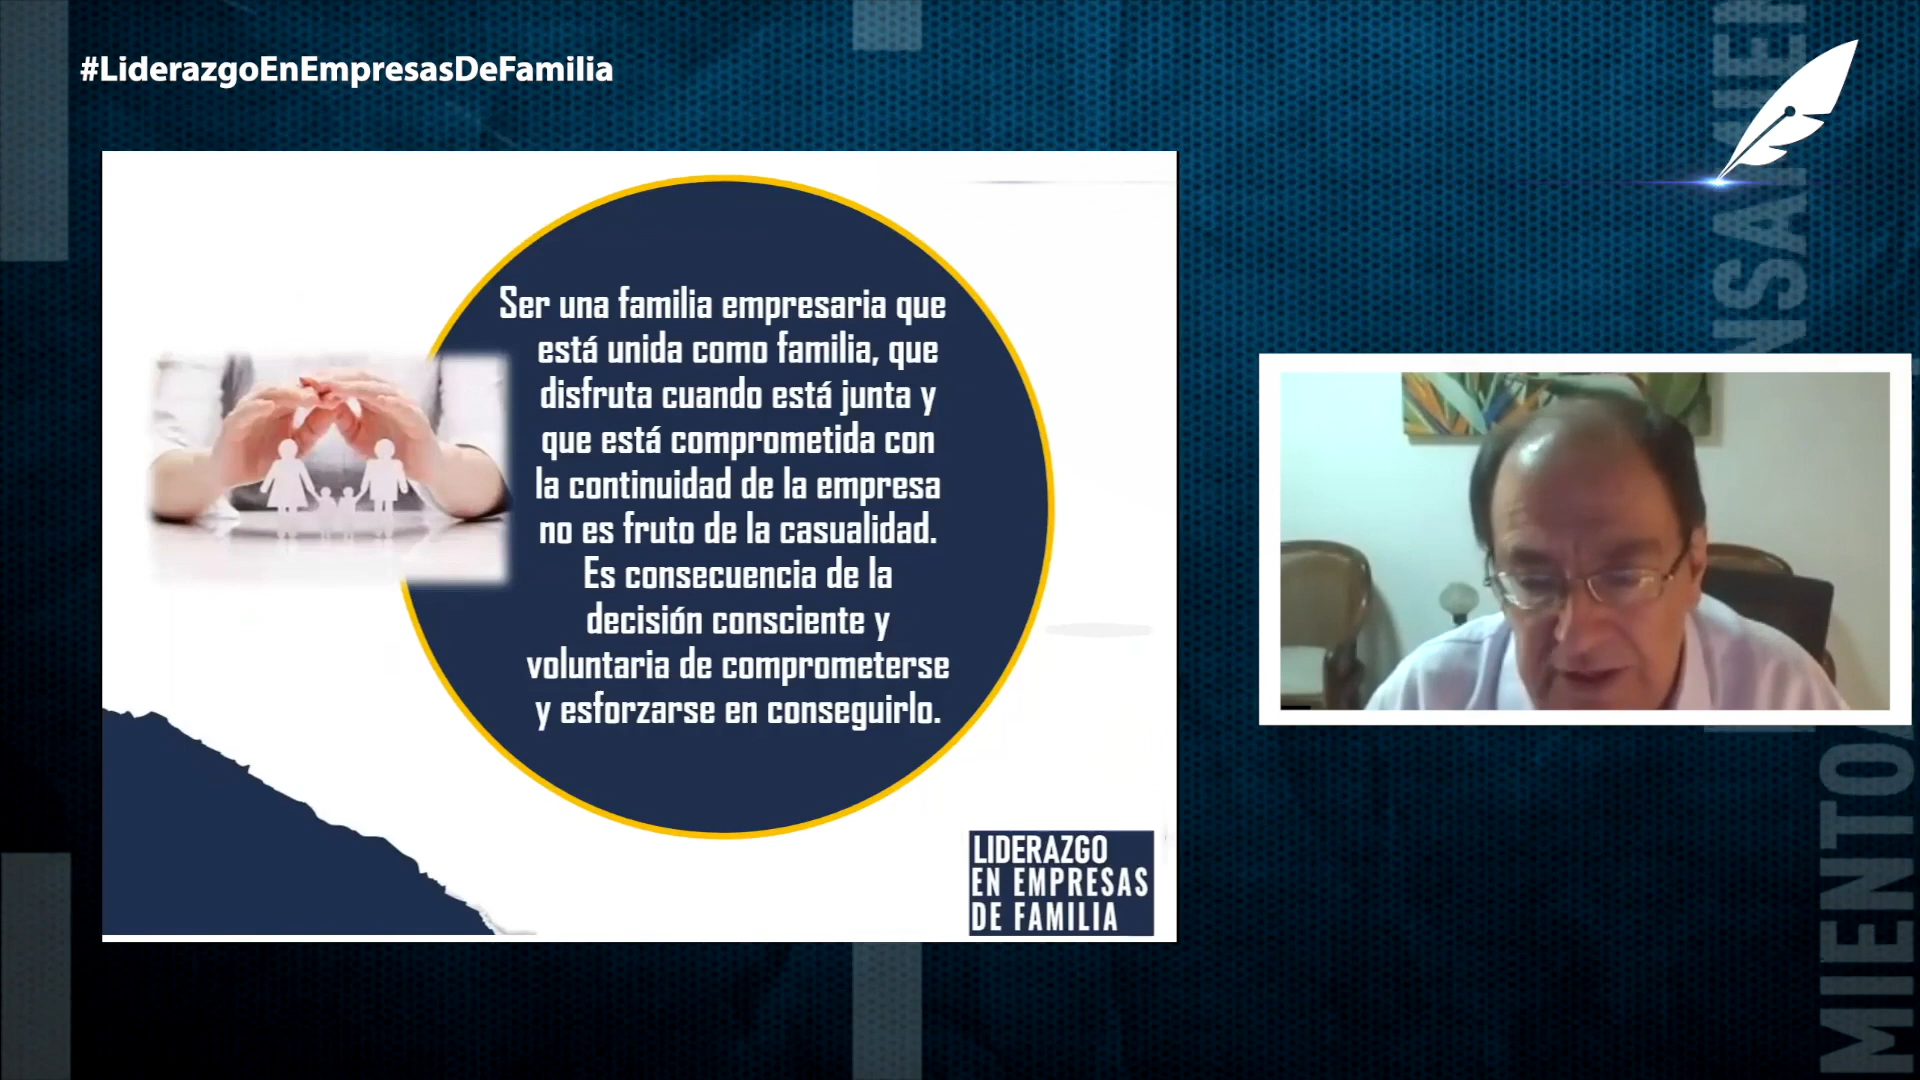 #LiderazgoEnEmpresasDeFamilia
Ser una familia empresaria que
está unida como familia, que
disfruta cuando está junta y
que está comprometida con
la continuidad de la empresa
no es fruto de la casualidad.
Es consecuencia de la
decisión consciente y
voluntaria de comprometerse
y esforzarse en conseguirlo.
LIDERAZGO
EN EMPRESAS
DE FAMILIA